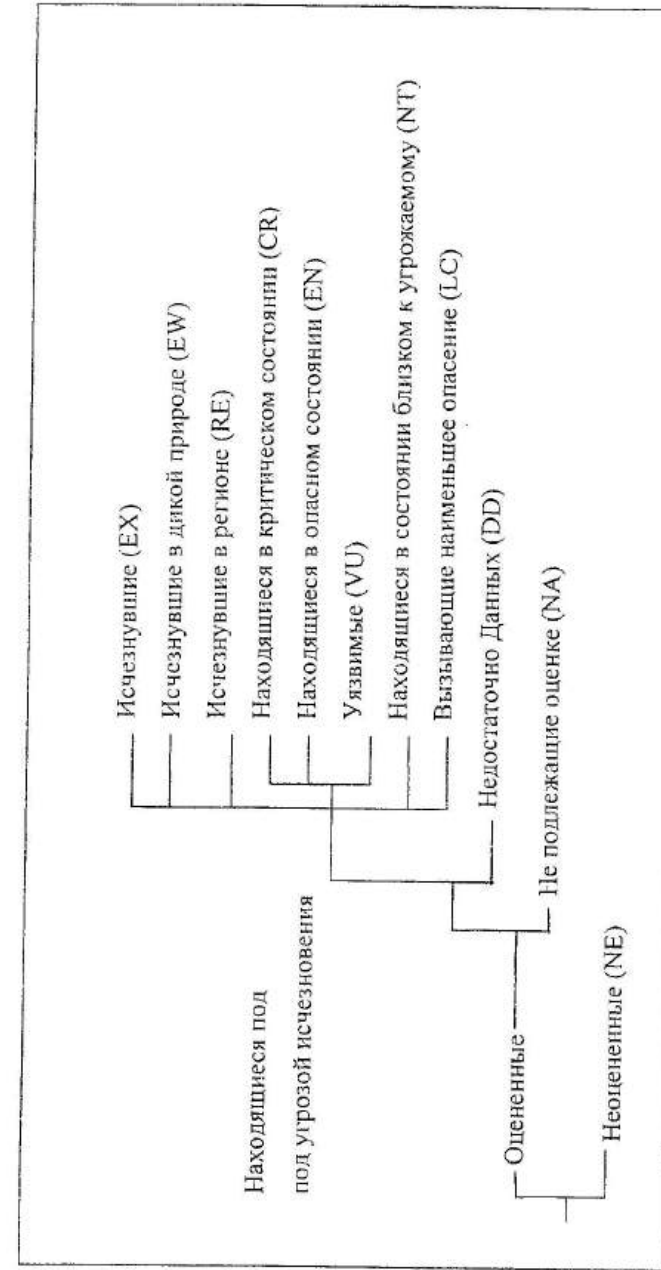 Исчезнувшие (EX)
Исчезнувшие в дикой природе (EW)
Исчезнувшие в регионе (RE)
Находящиеся в критическом состоянии (CR)
Находящиеся в опасном состоянии (EN)
Уязвимые (VU)
Находящиеся в состоянии близком к угрожаемому (NT)
Вызывающие наименьшее опасение (LC)
Недостаточно Данных (DD)
Не подлежащие оценке (NA)
Находящиеся под
под угрозой исчезновения
Оцененные
Неоцененные (NE)